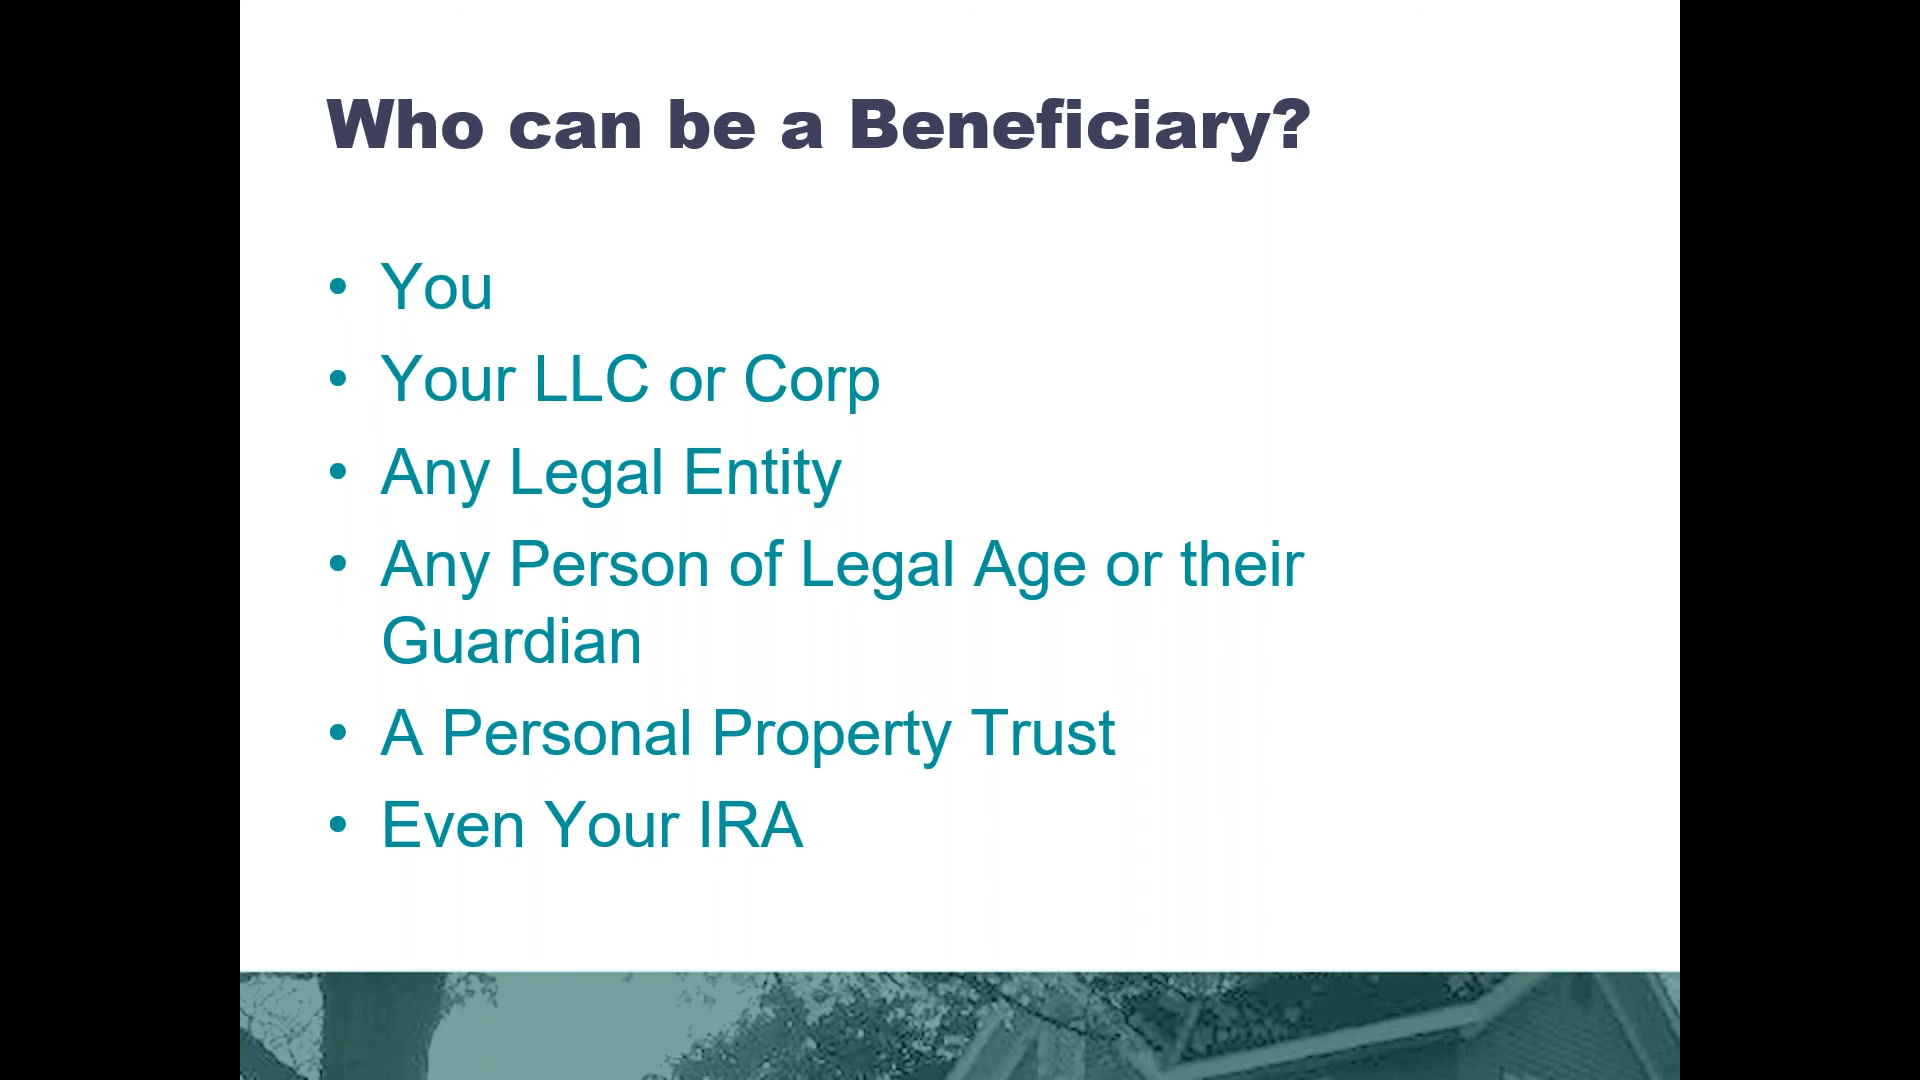 Who can be a Beneficiary?
• You
• Your LLC or Corp
• Any Legal Entity
• Any Person of Legal Age or their
Guardian
• A Personal Property Trust
• Even Your IRA